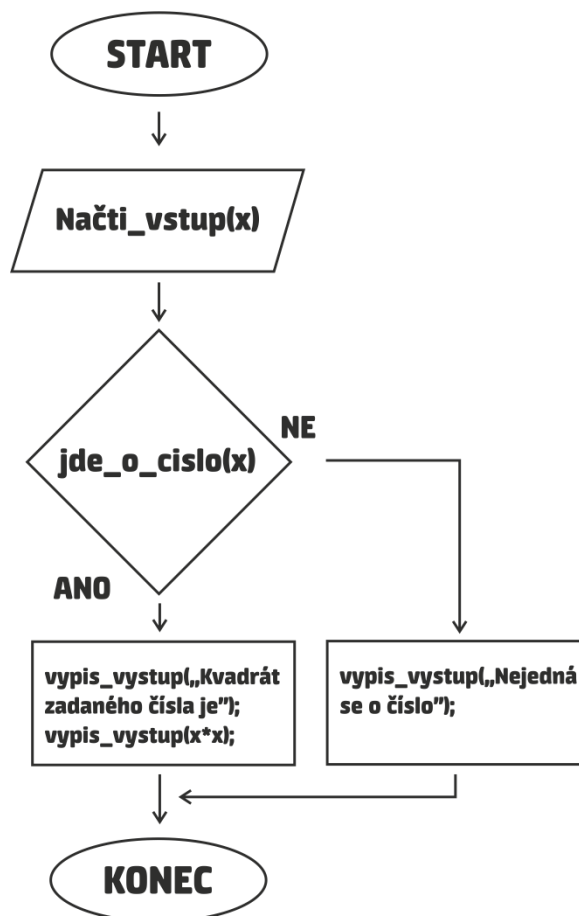 START
Načti_vstup(x)
jde_o_cislo(x)
NE
ANO
vypis_vystup(„Kvadrát
zadaného čísla je”);
vypis_vystup(x*x);
vypis_vystup(„Nejedná
se o číslo”);
KONEC